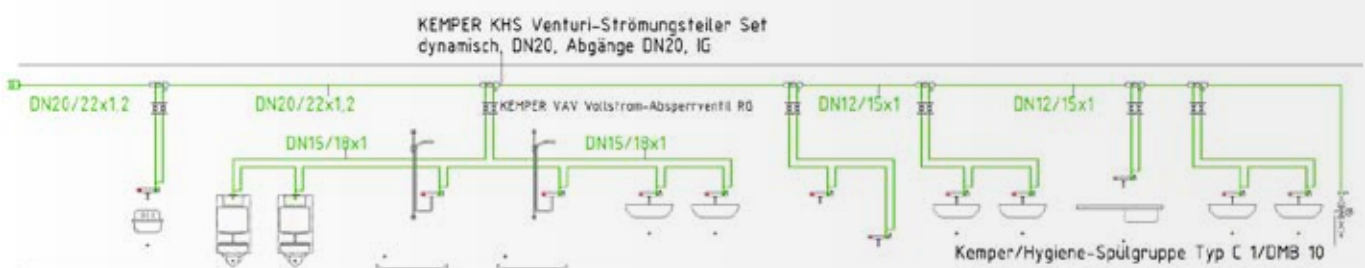 KEMPER KHS Venturi-Strömungsteiler Set
dynamisch, DN20, Abgänge DN20, IG
DN20/22x1,2
DN20/22x1,2
KEMPER VAV Vollstrom-Absperrventil RG
DN12/15x1
DN12/15x1
DN15/18x1
DN15/18x1
Kemper/Hygiene-Spülgruppe Typ C 1/DMB 10